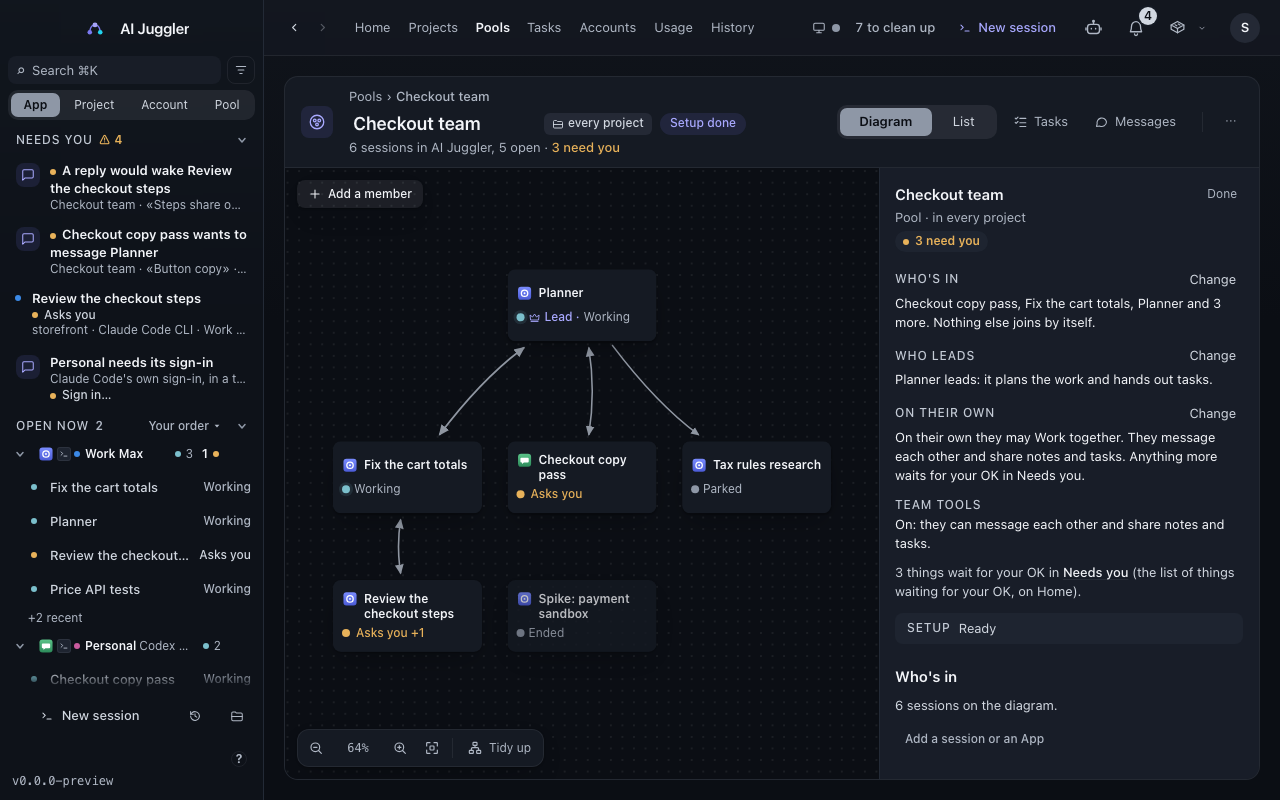 AI Juggler
Search ⌘K
App Project Account Pool
NEEDS YOU 4
A reply would wake Review
the checkout steps
Checkout team · «Steps share o...
Checkout copy pass wants to
message Planner
Checkout team · «Button copy» ·...
Review the checkout steps
Asks you
storefront · Claude Code CLI · Work ...
Personal needs its sign-in
Claude Code's own sign-in, in a t...
Sign in...
OPEN NOW 2 Your order
Work Max 3 1
Fix the cart totals Working
Planner Working
Review the checkout... Asks you
Price API tests Working
+2 recent
Personal Codex ... 2
Checkout copy pass Working
New session
?
v0.0.0-preview
Home Projects Pools Tasks Accounts Usage History
7 to clean up
New session
4
S
Pools › Checkout team
Checkout team
every project
Setup done
6 sessions in AI Juggler, 5 open · 3 need you
Diagram List
Tasks
Messages
Add a member
Planner
Lead · Working
Fix the cart totals
Working
Checkout copy
pass
Asks you
Tax rules research
Parked
Review the
checkout steps
Asks you +1
Spike: payment
sandbox
Ended
64%
Tidy up
Checkout team Done
Pool · in every project
3 need you
WHO'S IN Change
Checkout copy pass, Fix the cart totals, Planner and 3
more. Nothing else joins by itself.
WHO LEADS Change
Planner leads: it plans the work and hands out tasks.
ON THEIR OWN Change
On their own they may Work together. They message
each other and share notes and tasks. Anything more
waits for your OK in Needs you.
TEAM TOOLS
On: they can message each other and share notes and
tasks.
3 things wait for your OK in Needs you (the list of things
waiting for your OK, on Home).
SETUP Ready
Who's in
6 sessions on the diagram.
Add a session or an App